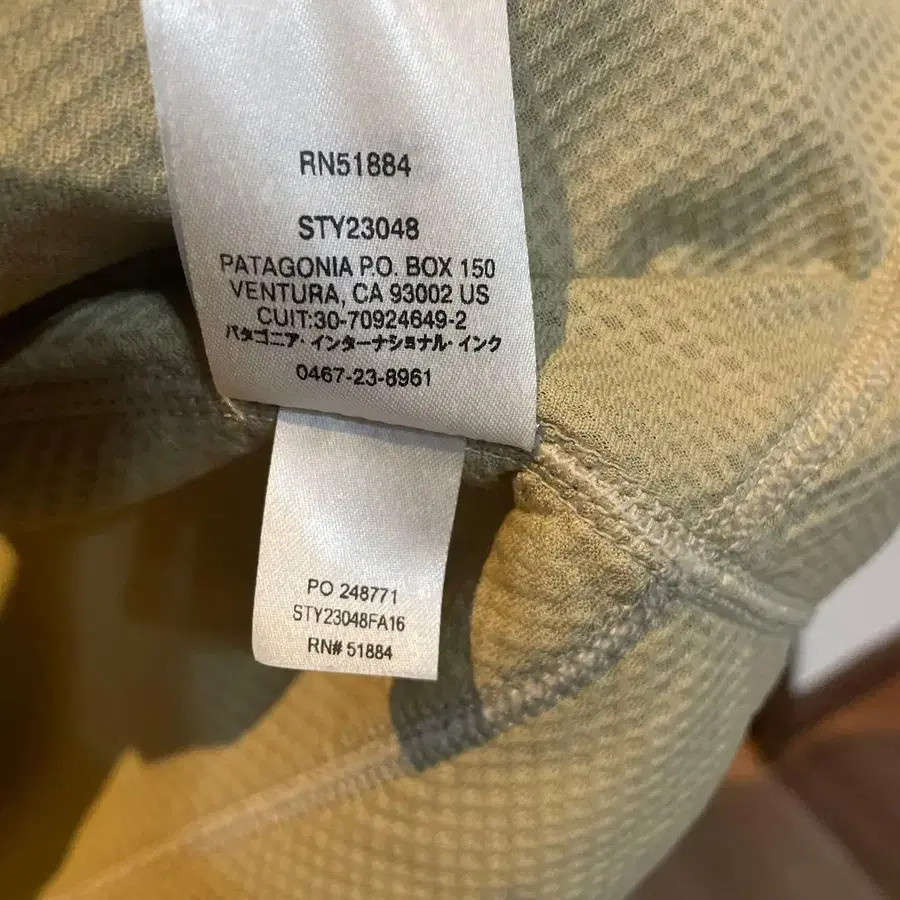 RN51884
STY23048
PATAGONIA P.O. BOX 150
VENTURA, CA 93002 US
CUIT:30-70924649-2
パタゴニア・インターナショナル・インク
0467-23-8961
PO 248771
STY23048FA16
RN# 51884